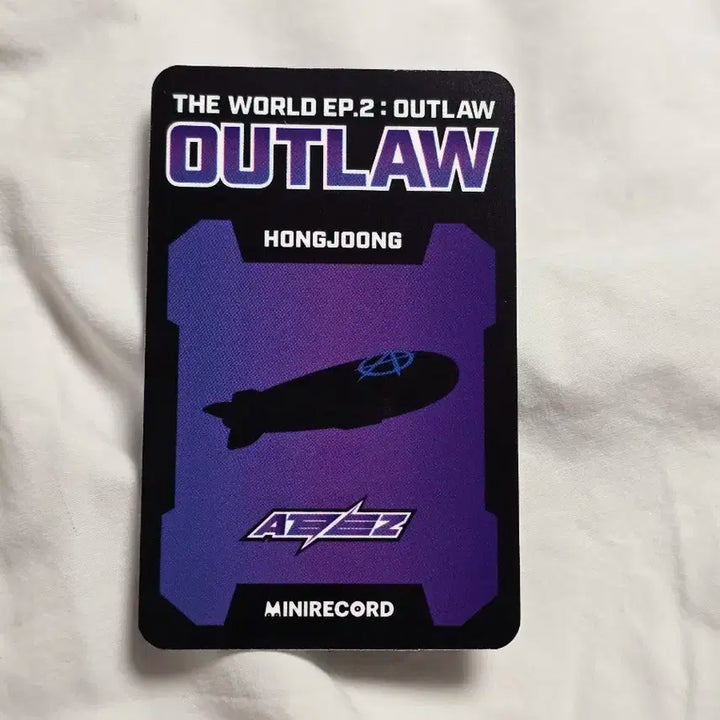 THE WORLD EP.2 : OUTLAW
OUTLAW
HONGJOONG
A
ATEEZ
MINIRECORD